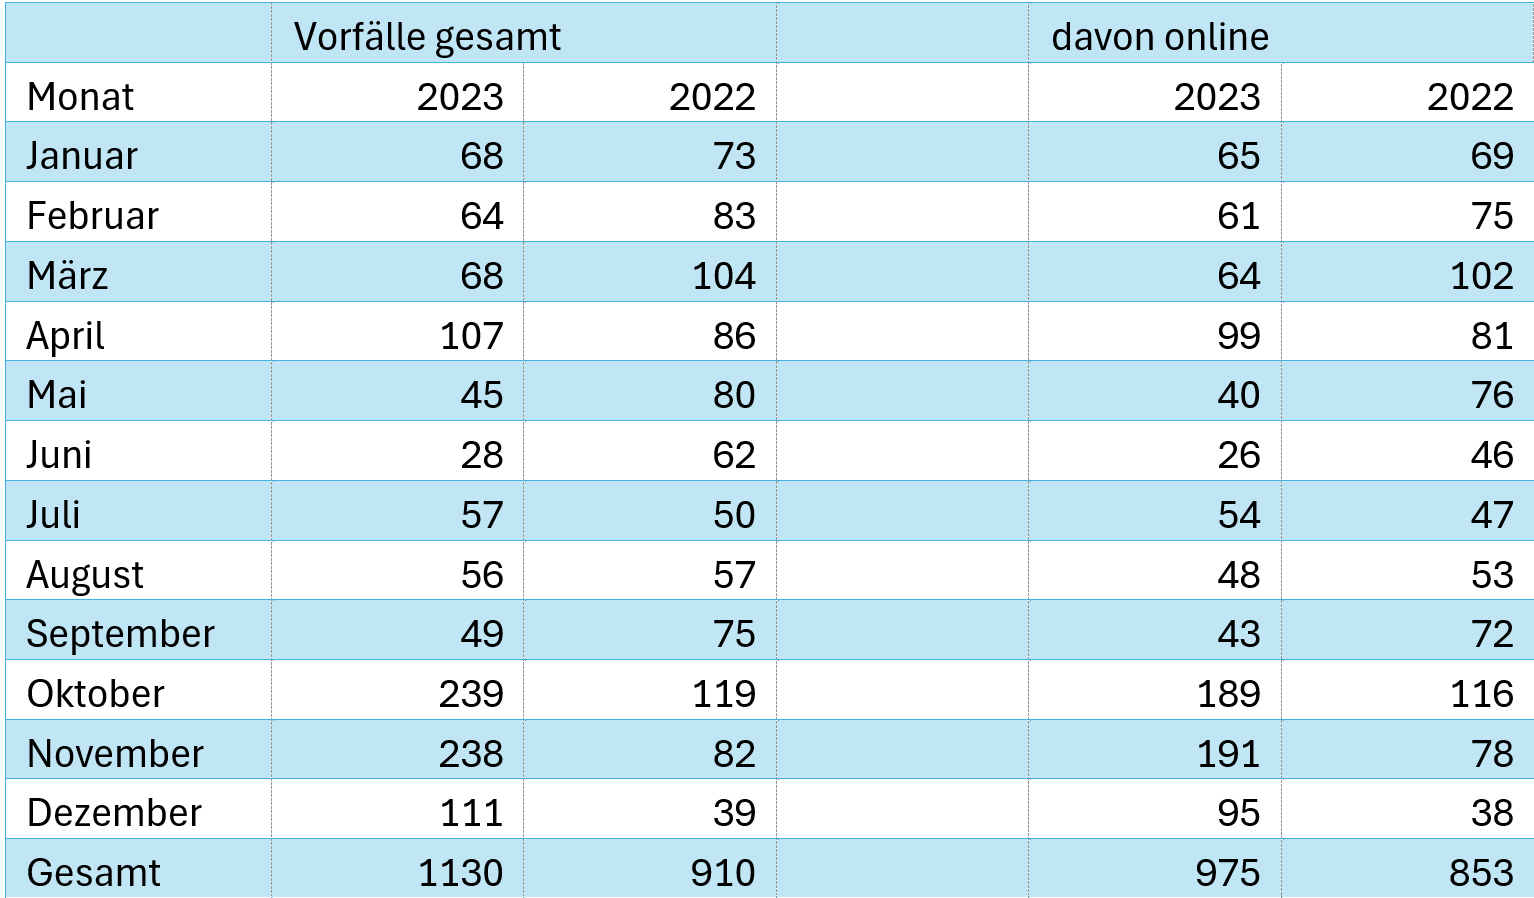 Vorfälle gesamt davon online
Monat 2023 2022 2023 2022
Januar 68 73 65 69
Februar 64 83 61 75
März 68 104 64 102
April 107 86 99 81
Mai 45 80 40 76
Juni 28 62 26 46
Juli 57 50 54 47
August 56 57 48 53
September 49 75 43 72
Oktober 239 119 189 116
November 238 82 191 78
Dezember 111 39 95 38
Gesamt 1130 910 975 853